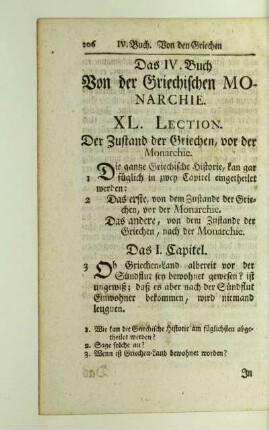 206 IV. Buch. Von den Griechen
Das IV. Buch
Von der Griechischen MO-
NARCHIE.
XL. LECTION.
Der Zustand der Griechen, vor der
Monarchie.
1 Die gantze Griechische Historie, kan gar
füglich in zwey Capitel eingetheilet
werden:
2 Das erste, von dem Zustande der Grie-
chen, vor der Monarchie.
Das andere, von dem Zustande der
Griechen, nach der Monarchie.
Das I. Capitel.
3 Ob Griechen-Land albereit vor der
Sündflut sey bewohnet gewesen? ist
ungewiß; daß es aber nach der Sündflut
Einwohner bekommen, wird niemand
leugnen.
1. Wie kan die Griechische Historie am füglichsten abge-
theilet werden?
2. Sage solche an?
3. Wenn ist Griechen-Land bewohnet worden?
In